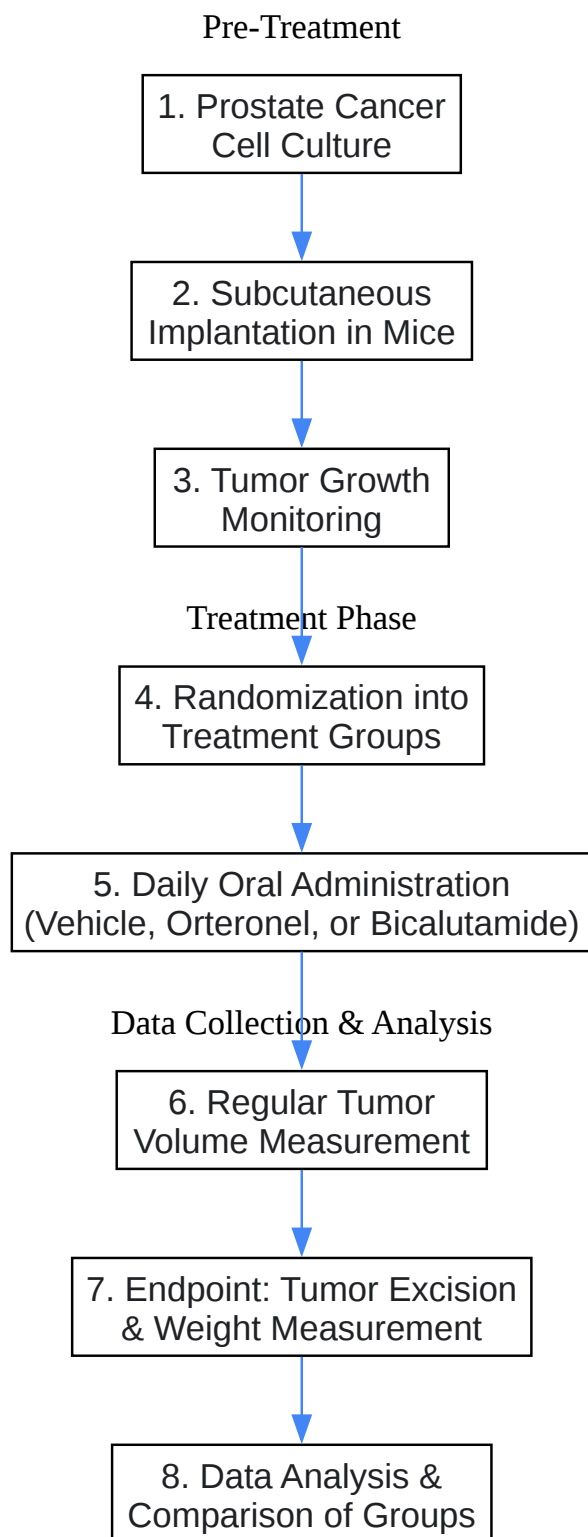 Pre-Treatment
1. Prostate Cancer
Cell Culture
2. Subcutaneous
Implantation in Mice
3. Tumor Growth
Monitoring
Treatment Phase
4. Randomization into
Treatment Groups
5. Daily Oral Administration
(Vehicle, Orteronel, or Bicalutamide)
Data Collection & Analysis
6. Regular Tumor
Volume Measurement
7. Endpoint: Tumor Excision
& Weight Measurement
8. Data Analysis &
Comparison of Groups